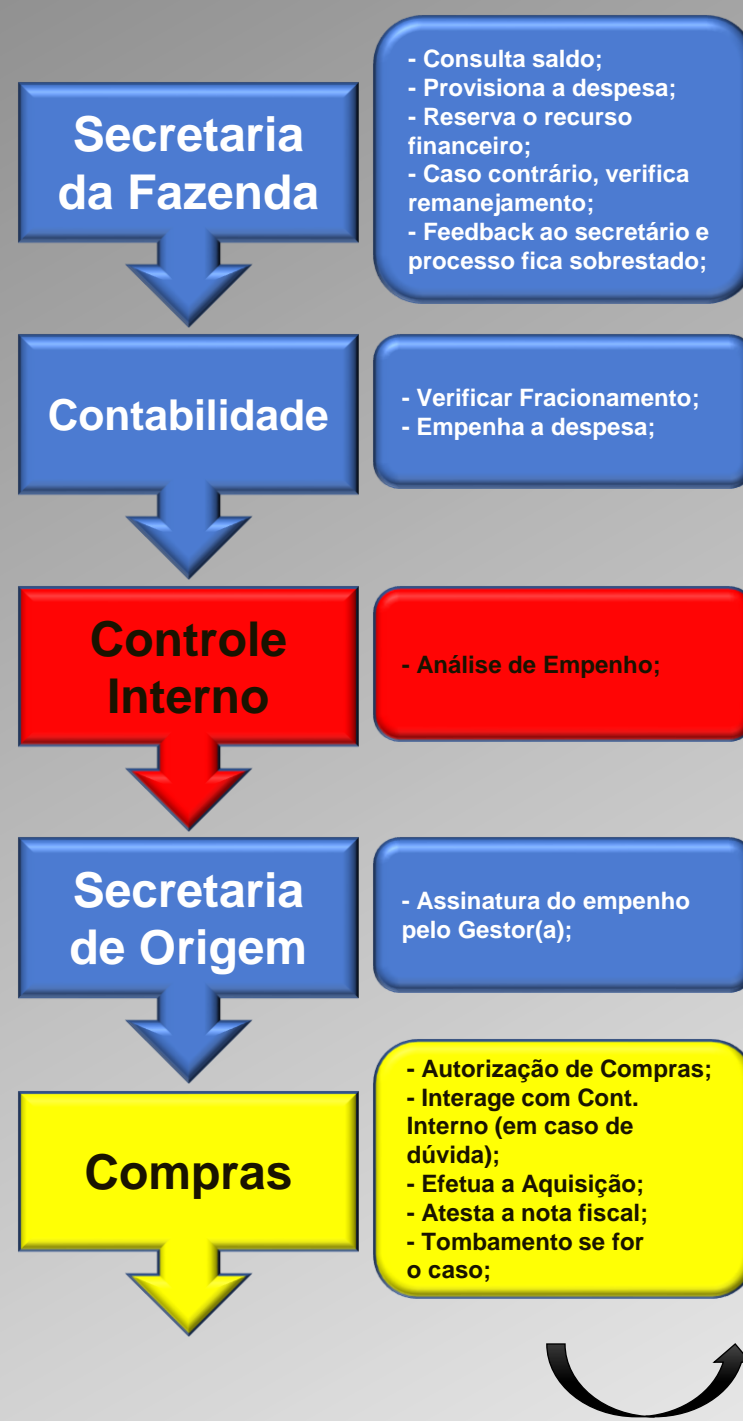 Secretaria
da Fazenda
- Consulta saldo;
- Provisiona a despesa;
- Reserva o recurso
financeiro;
- Caso contrário, verifica
remanejamento;
- Feedback ao secretário e
processo fica sobrestado;
Contabilidade
- Verificar Fracionamento;
- Empenha a despesa;
Controle
Interno
- Análise de Empenho;
Secretaria
de Origem
- Assinatura do empenho
pelo Gestor(a);
Compras
- Autorização de Compras;
- Interage com Cont.
Interno (em caso de
dúvida);
- Efetua a Aquisição;
- Atesta a nota fiscal;
- Tombamento se for
o caso;